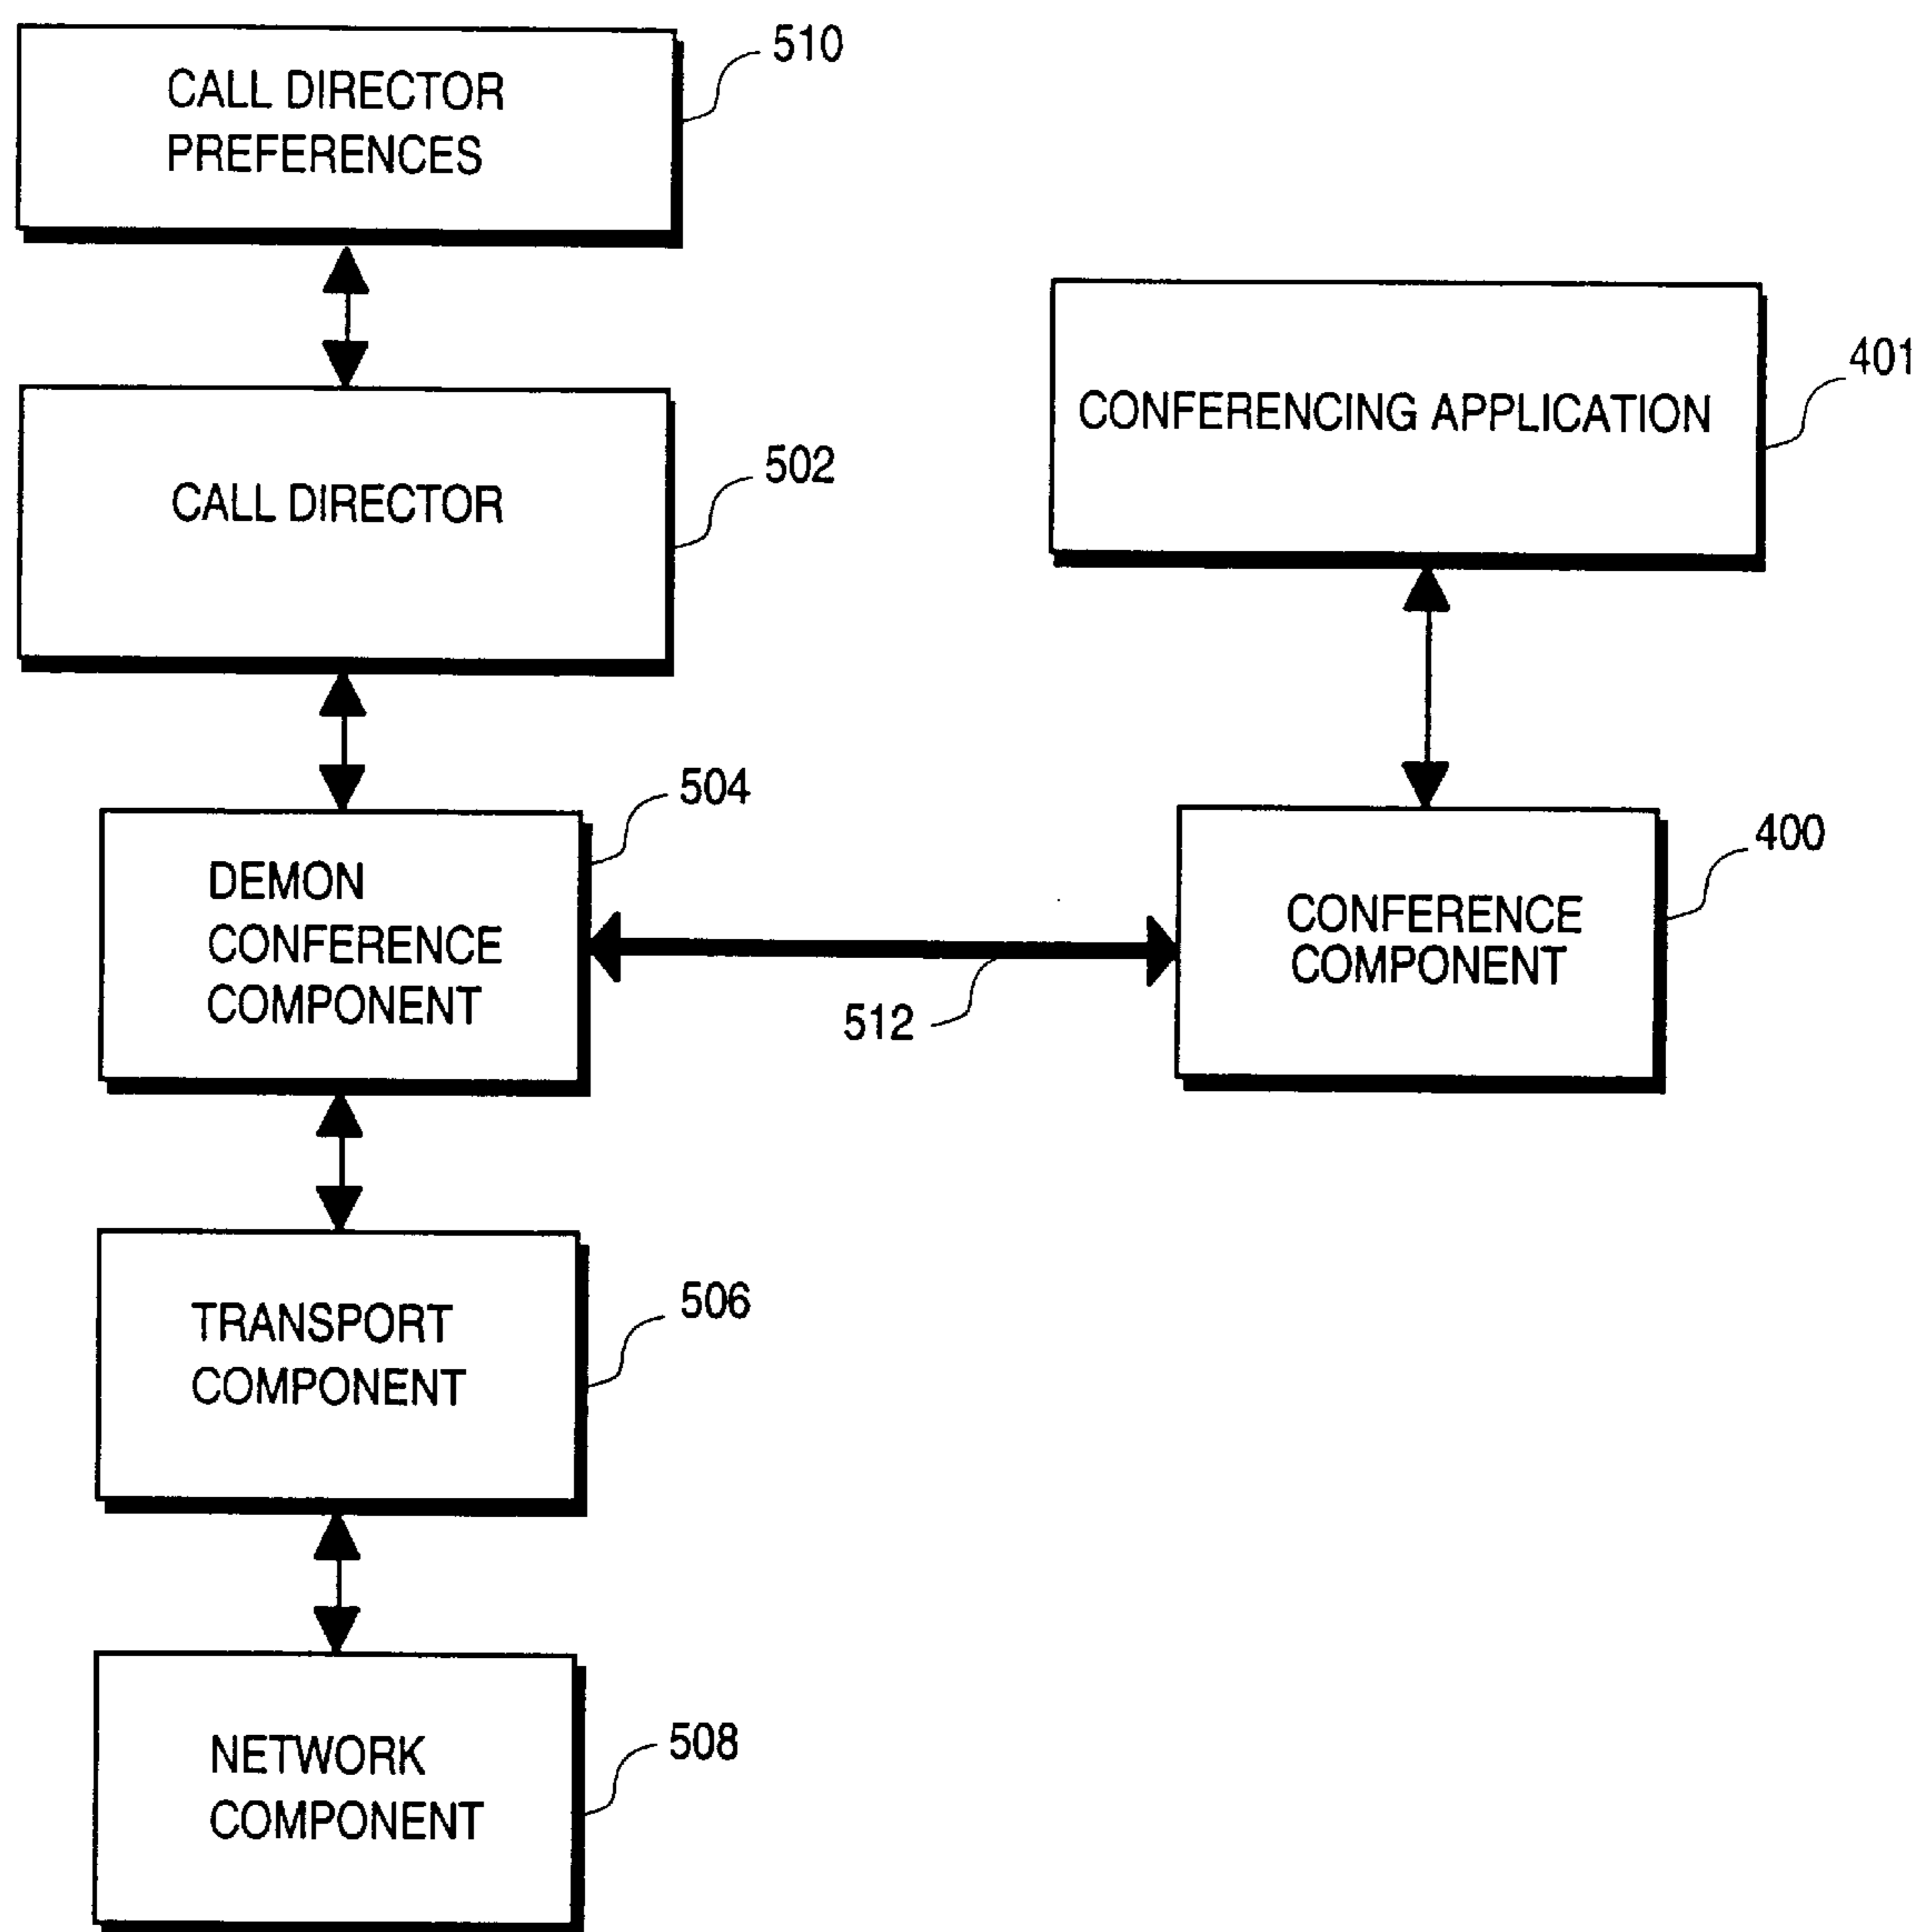 510
CALL DIRECTOR
PREFERENCES
401
CONFERENCING APPLICATION
502
CALL DIRECTOR
504
DEMON
CONFERENCE
COMPONENT
400
CONFERENCE
COMPONENT
512
506
TRANSPORT
COMPONENT
508
NETWORK
COMPONENT